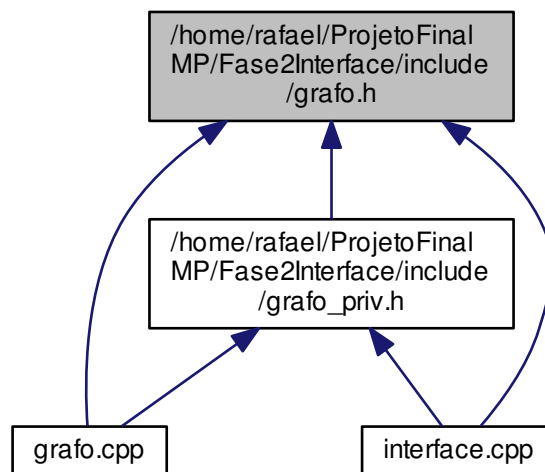 /home/rafael/ProjetoFinal
MP/Fase2Interface/include
/grafo.h
/home/rafael/ProjetoFinal
MP/Fase2Interface/include
/grafo_priv.h
grafo.cpp
interface.cpp